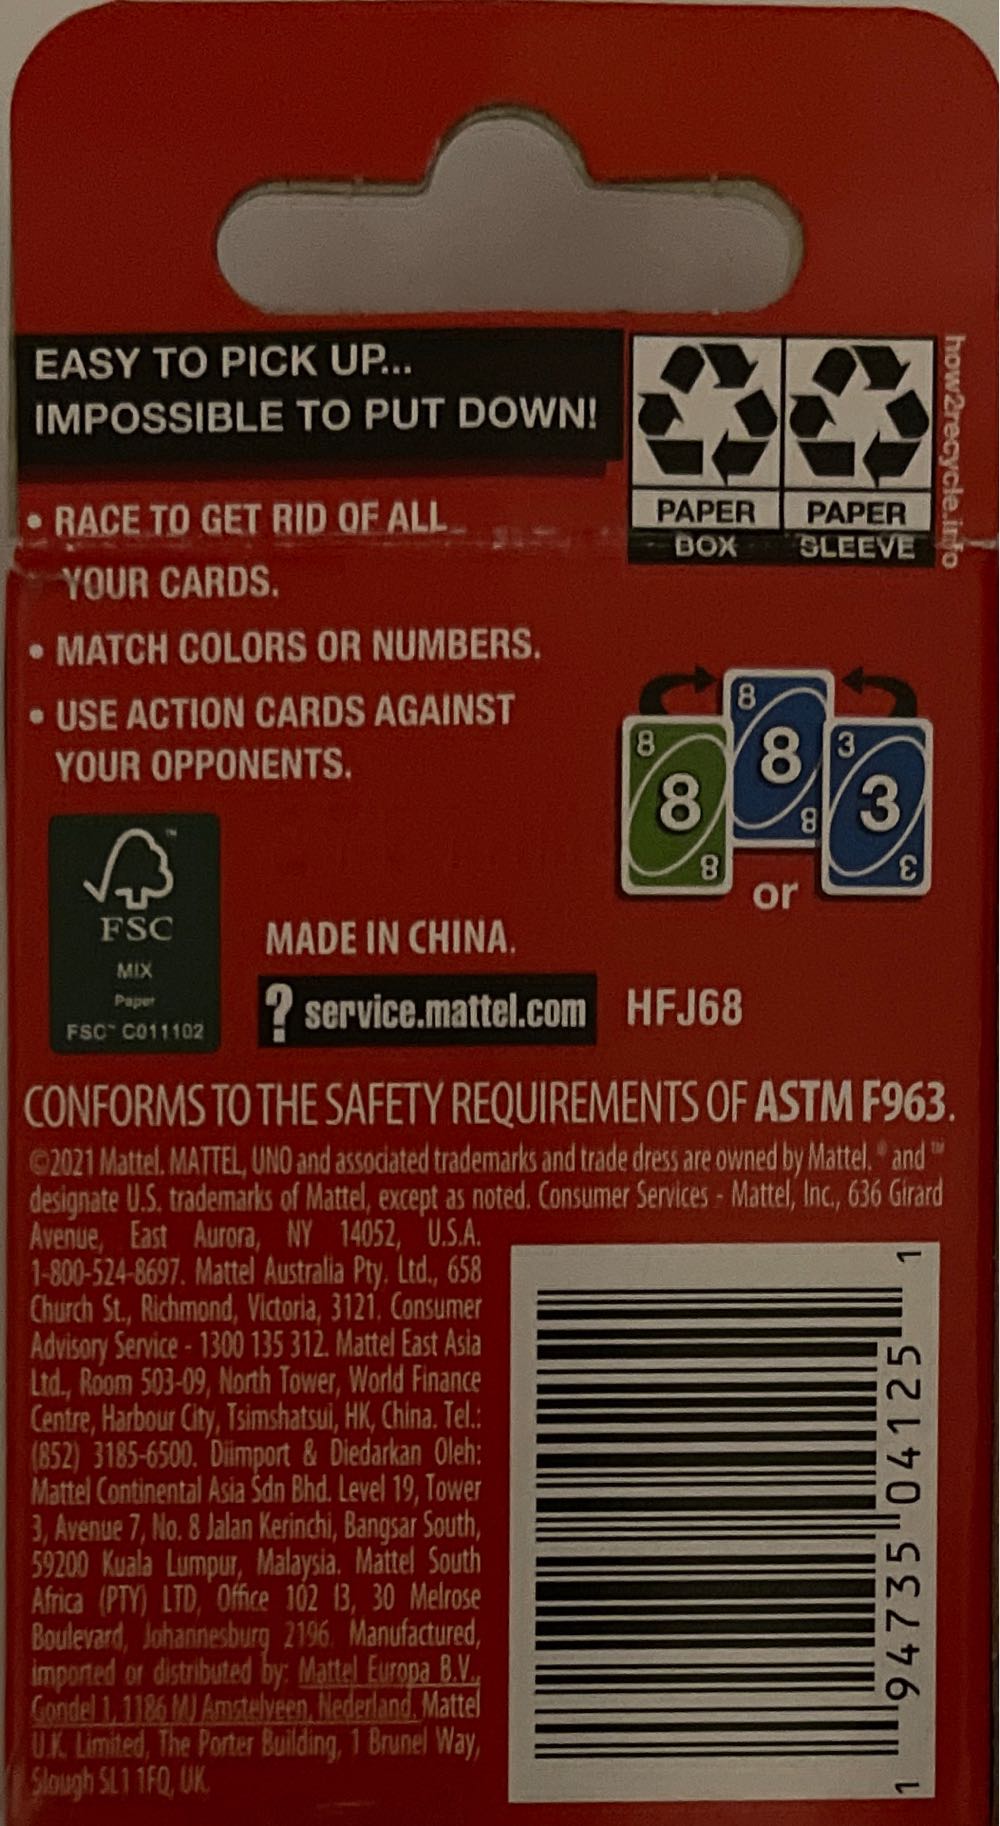 EASY TO PICK UP...
IMPOSSIBLE TO PUT DOWN!
PAPER
BOX
PAPER
SLEEVE
how2recycle.info
• RACE TO GET RID OF ALL
YOUR CARDS.
• MATCH COLORS OR NUMBERS.
• USE ACTION CARDS AGAINST
YOUR OPPONENTS.
8
8
8
8
8
8
3
3
3
or
™
FSC
MIX
Paper
FSC™ C011102
MADE IN CHINA.
? service.mattel.com
HFJ68
CONFORMS TO THE SAFETY REQUIREMENTS OF ASTM F963.
©2021 Mattel. MATTEL, UNO and associated trademarks and trade dress are owned by Mattel. ® and ™
designate U.S. trademarks of Mattel, except as noted. Consumer Services - Mattel, Inc., 636 Girard
Avenue, East Aurora, NY 14052, U.S.A.
1-800-524-8697. Mattel Australia Pty. Ltd., 658
Church St., Richmond, Victoria, 3121. Consumer
Advisory Service - 1300 135 312. Mattel East Asia
Ltd., Room 503-09, North Tower, World Finance
Centre, Harbour City, Tsimshatsui, HK, China. Tel.:
(852) 3185-6500. Diimport & Diedarkan Oleh:
Mattel Continental Asia Sdn Bhd. Level 19, Tower
3, Avenue 7, No. 8 Jalan Kerinchi, Bangsar South,
59200 Kuala Lumpur, Malaysia. Mattel South
Africa (PTY) LTD, Office 102 I3, 30 Melrose
Boulevard, Johannesburg 2196. Manufactured,
imported or distributed by: Mattel Europa B.V.,
Gondel 1, 1186 MJ Amstelveen, Nederland. Mattel
U.K. Limited, The Porter Building, 1 Brunel Way,
Slough SL1 1FQ, UK.
1 94735 04125 1